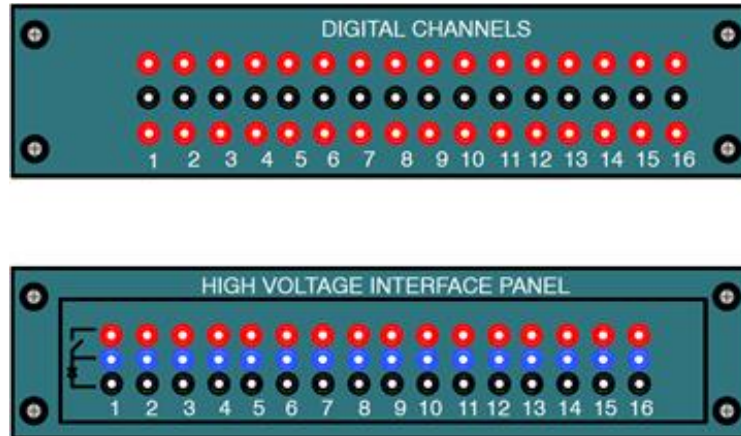 DIGITAL CHANNELS
1 2 3 4 5 6 7 8 9 10 11 12 13 14 15 16
HIGH VOLTAGE INTERFACE PANEL
1 2 3 4 5 6 7 8 9 10 11 12 13 14 15 16